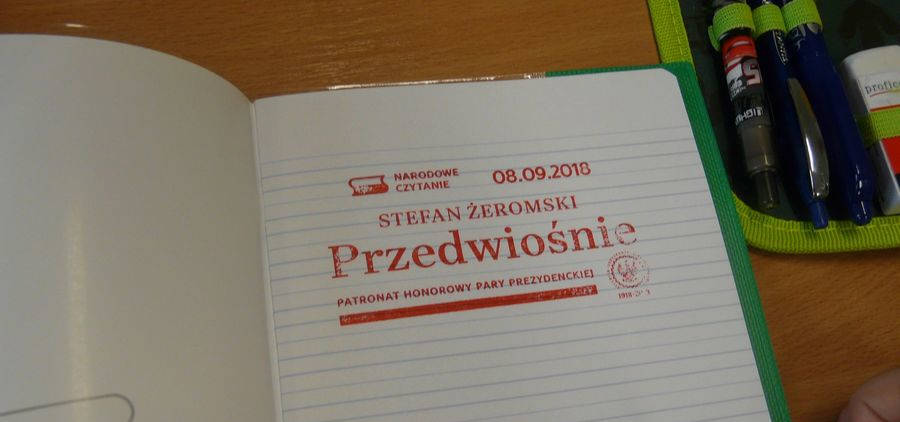 NARODOWE
CZYTANIE
08.09.2018
STEFAN ŻEROMSKI
Przedwiośnie
PATRONAT HONOROWY PARY PREZYDENCKIEJ